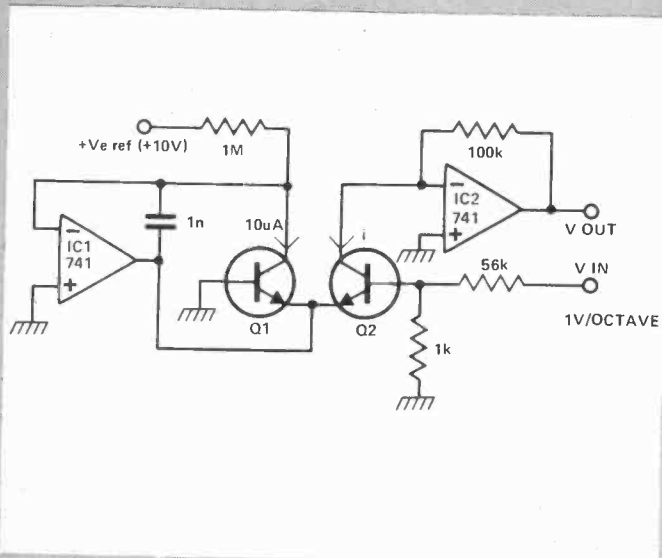 +Ve ref (+10V)
1M
100k
1n
10uA
i
IC1
741
IC2
741
V OUT
56k
V IN
Q1
Q2
1V/OCTAVE
1k
−
+
−
+